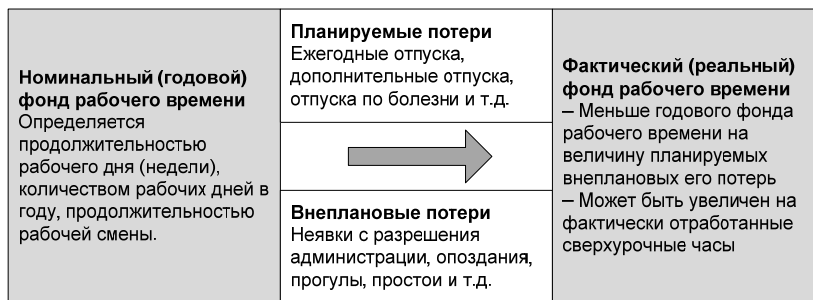 Номинальный (годовой)
фонд рабочего времени
Определяется
продолжительностью
рабочего дня (недели),
количеством рабочих дней в
году, продолжительностью
рабочей смены.
Планируемые потери
Ежегодные отпуска,
дополнительные отпуска,
отпуска по болезни и т.д.
Внеплановые потери
Неявки с разрешения
администрации, опоздания,
прогулы, простои и т.д.
Фактический (реальный)
фонд рабочего времени
– Меньше годового фонда
рабочего времени на
величину планируемых
внеплановых его потерь
– Может быть увеличен на
фактически отработанные
сверхурочные часы